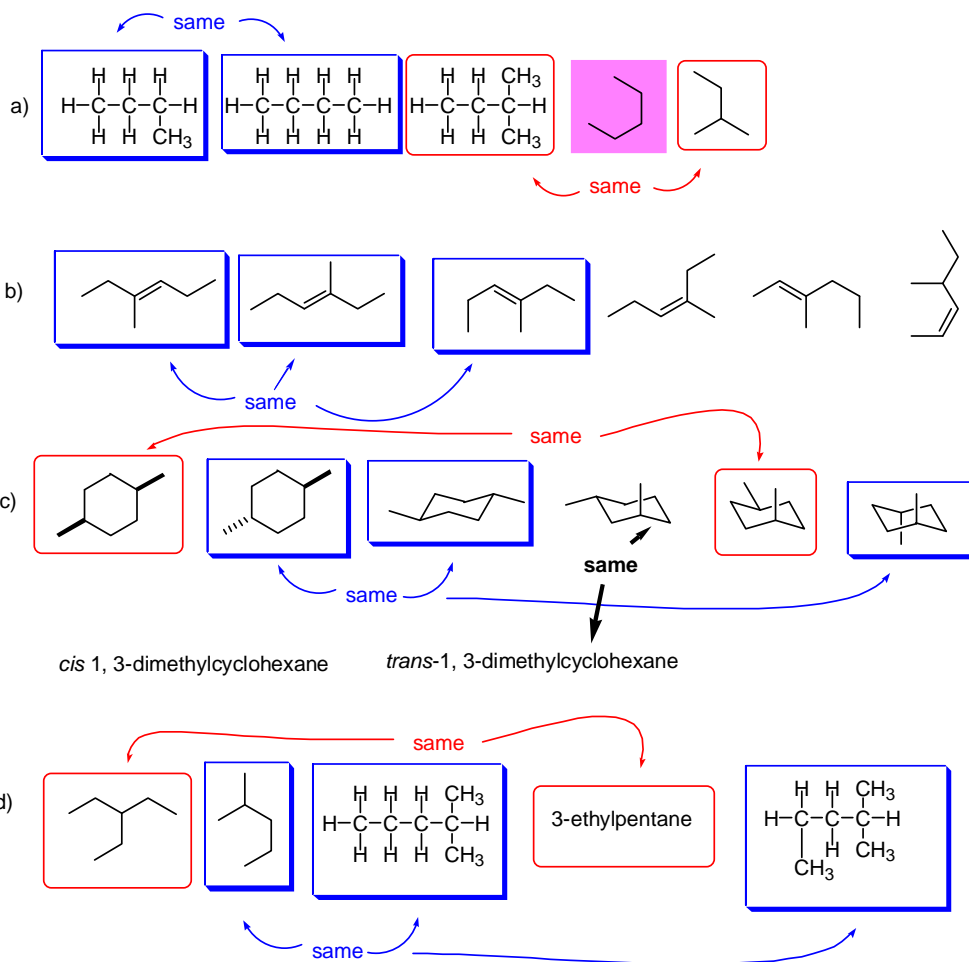 same
H H H H H H H H H CH3
a) H-C-C-C-H H-C-C-C-C-H H-C-C-C-H
H H CH3 H H H H H H CH3
same
b)
same
same
c)
same
same
cis 1, 3-dimethylcyclohexane trans-1, 3-dimethylcyclohexane
same
H H H CH3 H H CH3
d) H-C-C-C-C-H 3-ethylpentane H-C-C-C-H
H H H CH3 H CH3
CH3
same